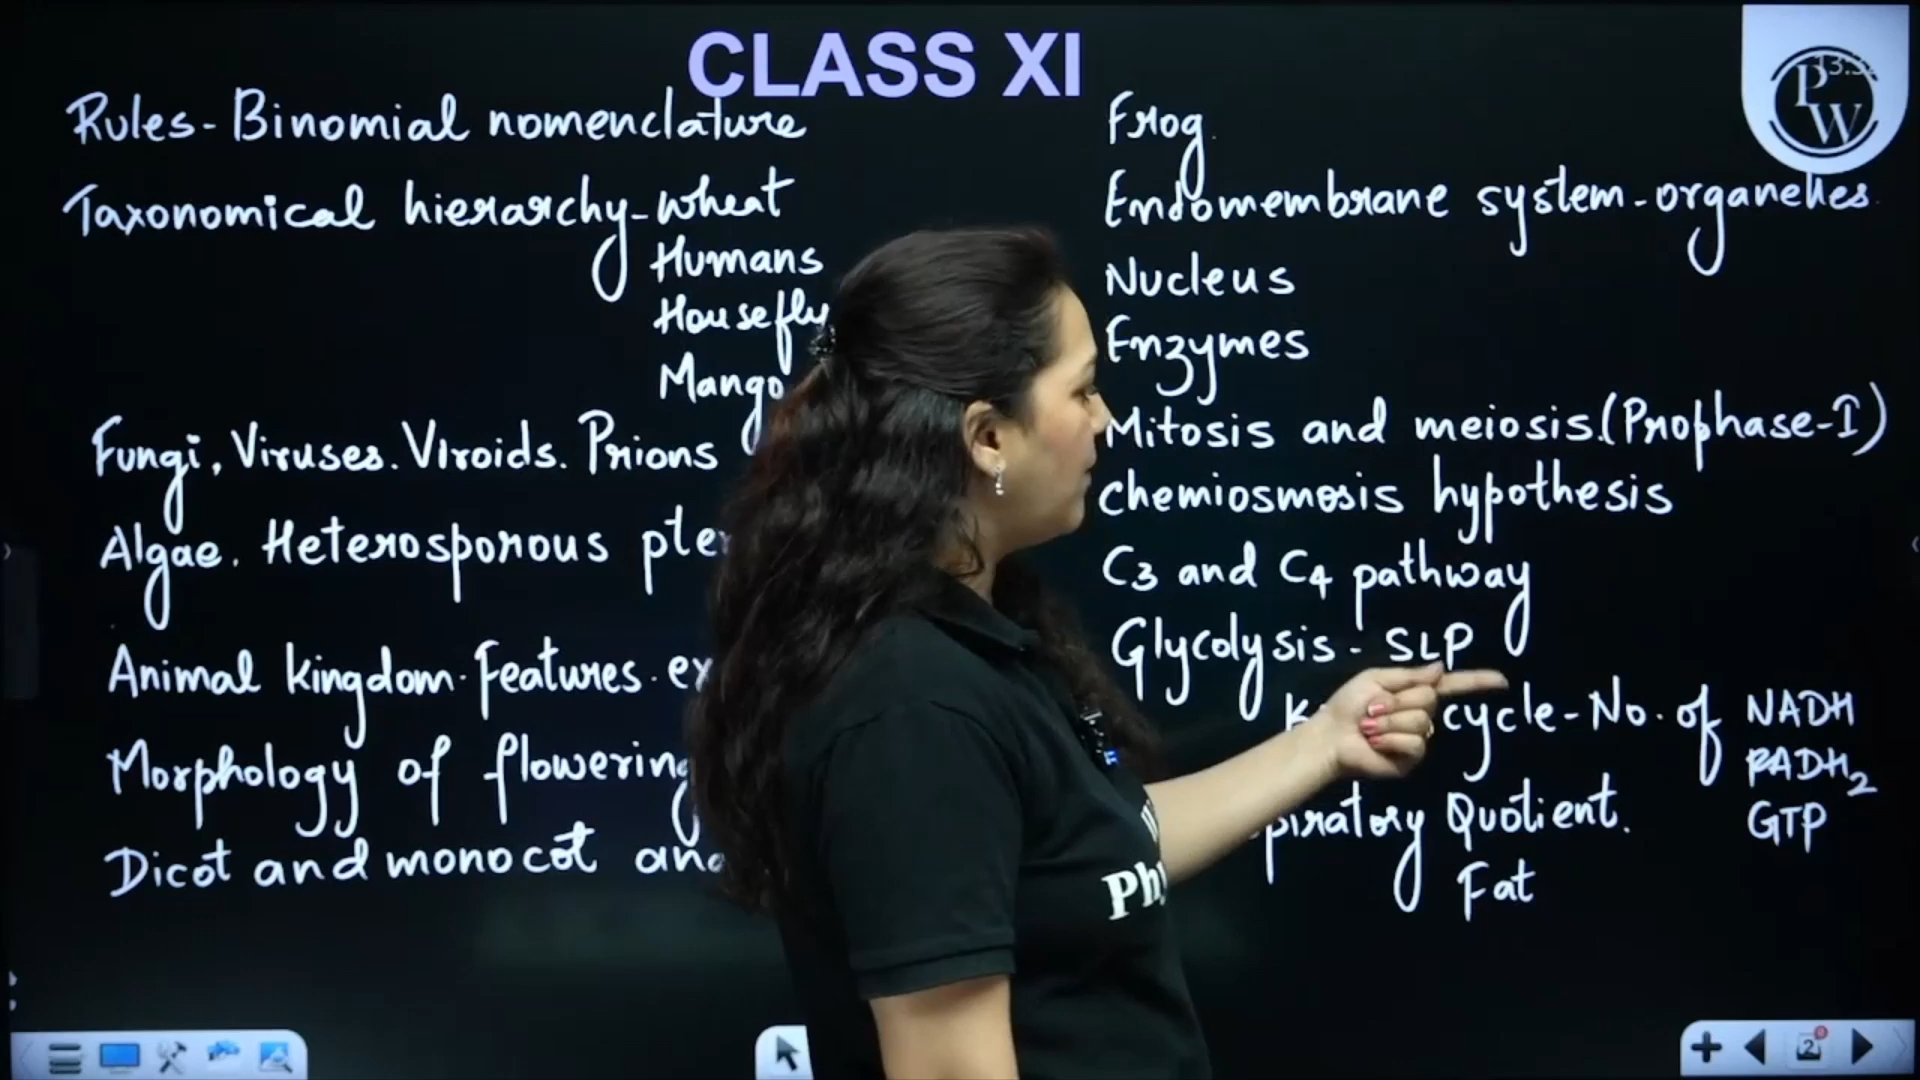 CLASS XI
Rules - Binomial nomenclature
Taxonomical hierarchy - wheat
Humans
Housefly
Mango
Fungi, Viruses. Viroids. Prions
Algae. Heterosporous
Animal kingdom. features.
Morphology of flowering
Dicot and monocot
Frog.
Endomembrane system - organelles.
Nucleus
Enzymes
Mitosis and meiosis. (Prophase-I)
chemiosmosis hypothesis
C3 and C4 pathway
Glycolysis - SLP
cycle - No. of NADH
FADH2
GTP
Quotient.
Fat
PW
Ph
2